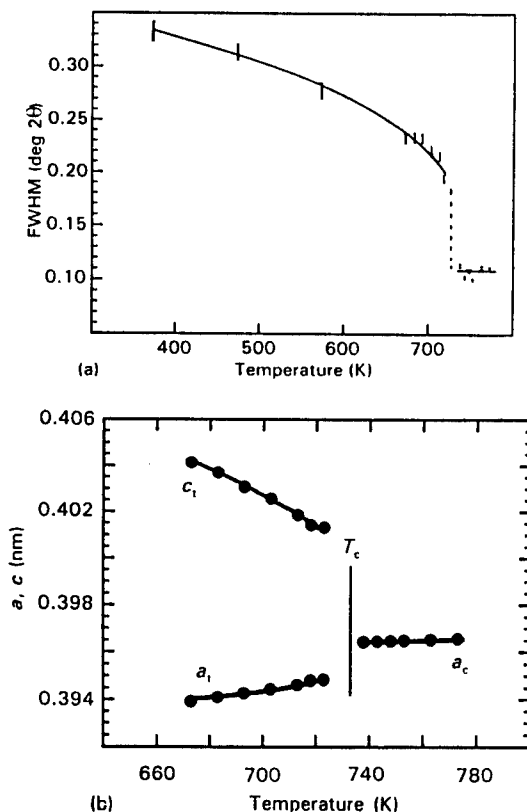 0.30
0.25
0.20
0.15
0.10
FWHM (deg 2θ)
400 500 600 700
(a) Temperature (K)
0.406
0.402
0.398
0.394
a, c (nm)
c_t
T_c
a_t
a_c
660 700 740 780
(b) Temperature (K)